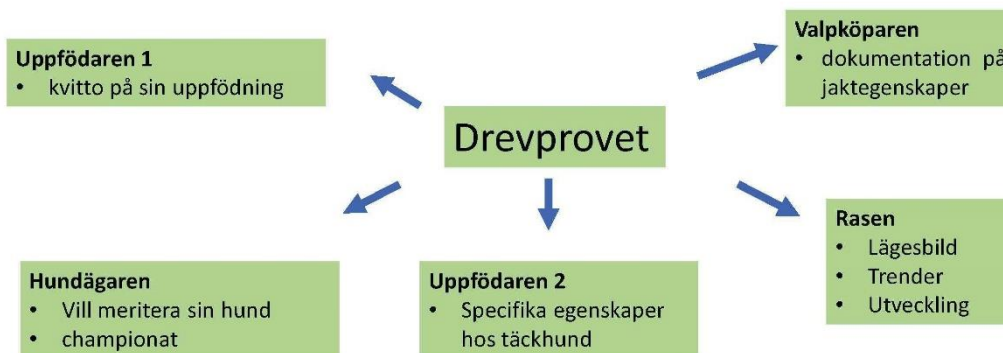 Uppfödaren 1
• kvitto på sin uppfödning
Valpköparen
• dokumentation på
jaktegenskaper
Drevprovet
Hundägaren
• Vill meritera sin hund
• championat
Uppfödaren 2
• Specifika egenskaper
hos täckhund
Rasen
• Lägesbild
• Trender
• Utveckling